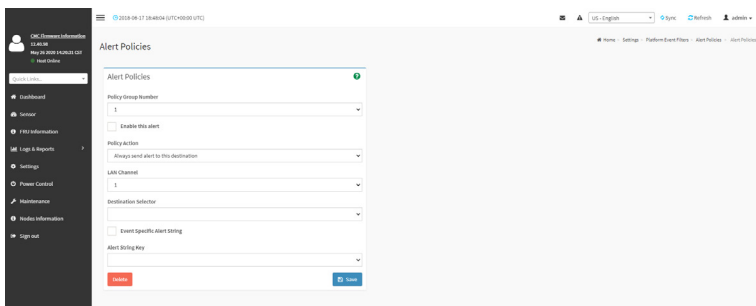 CMC Firmware Information
13.40.08
May 26 2020 14:20:31 CST
Host Online
Quick Links...
Dashboard
Sensor
FRU Information
Logs & Reports
Settings
Power Control
Maintenance
Nodes Information
Sign out
2018-08-17 18:48:04 (UTC+00:00 UTC)
US - English
Sync
Refresh
admin
Alert Policies
Home - Settings - Platform Event Filters - Alert Policies - Alert Policies
Alert Policies
Policy Group Number
1
Enable this alert
Policy Action
Always send alert to this destination
LAN Channel
1
Destination Selector
Event Specific Alert String
Alert String Key
Delete
Save